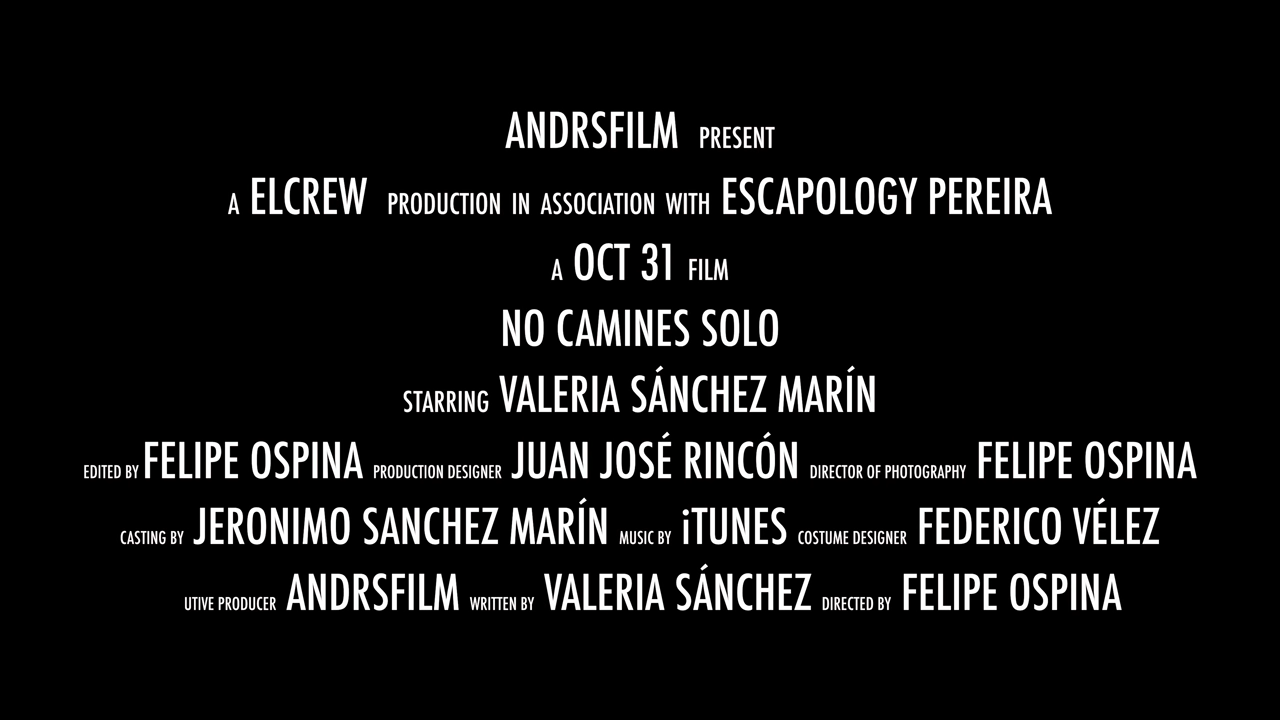 ANDRSFILM PRESENT
A ELCREW PRODUCTION IN ASSOCIATION WITH ESCAPOLOGY PEREIRA
A OCT 31 FILM
NO CAMINES SOLO
STARRING VALERIA SÁNCHEZ MARÍN
EDITED BY FELIPE OSPINA PRODUCTION DESIGNER JUAN JOSÉ RINCÓN DIRECTOR OF PHOTOGRAPHY FELIPE OSPINA
CASTING BY JERONIMO SANCHEZ MARÍN MUSIC BY iTUNES COSTUME DESIGNER FEDERICO VÉLEZ
UTIVE PRODUCER ANDRSFILM WRITTEN BY VALERIA SÁNCHEZ DIRECTED BY FELIPE OSPINA